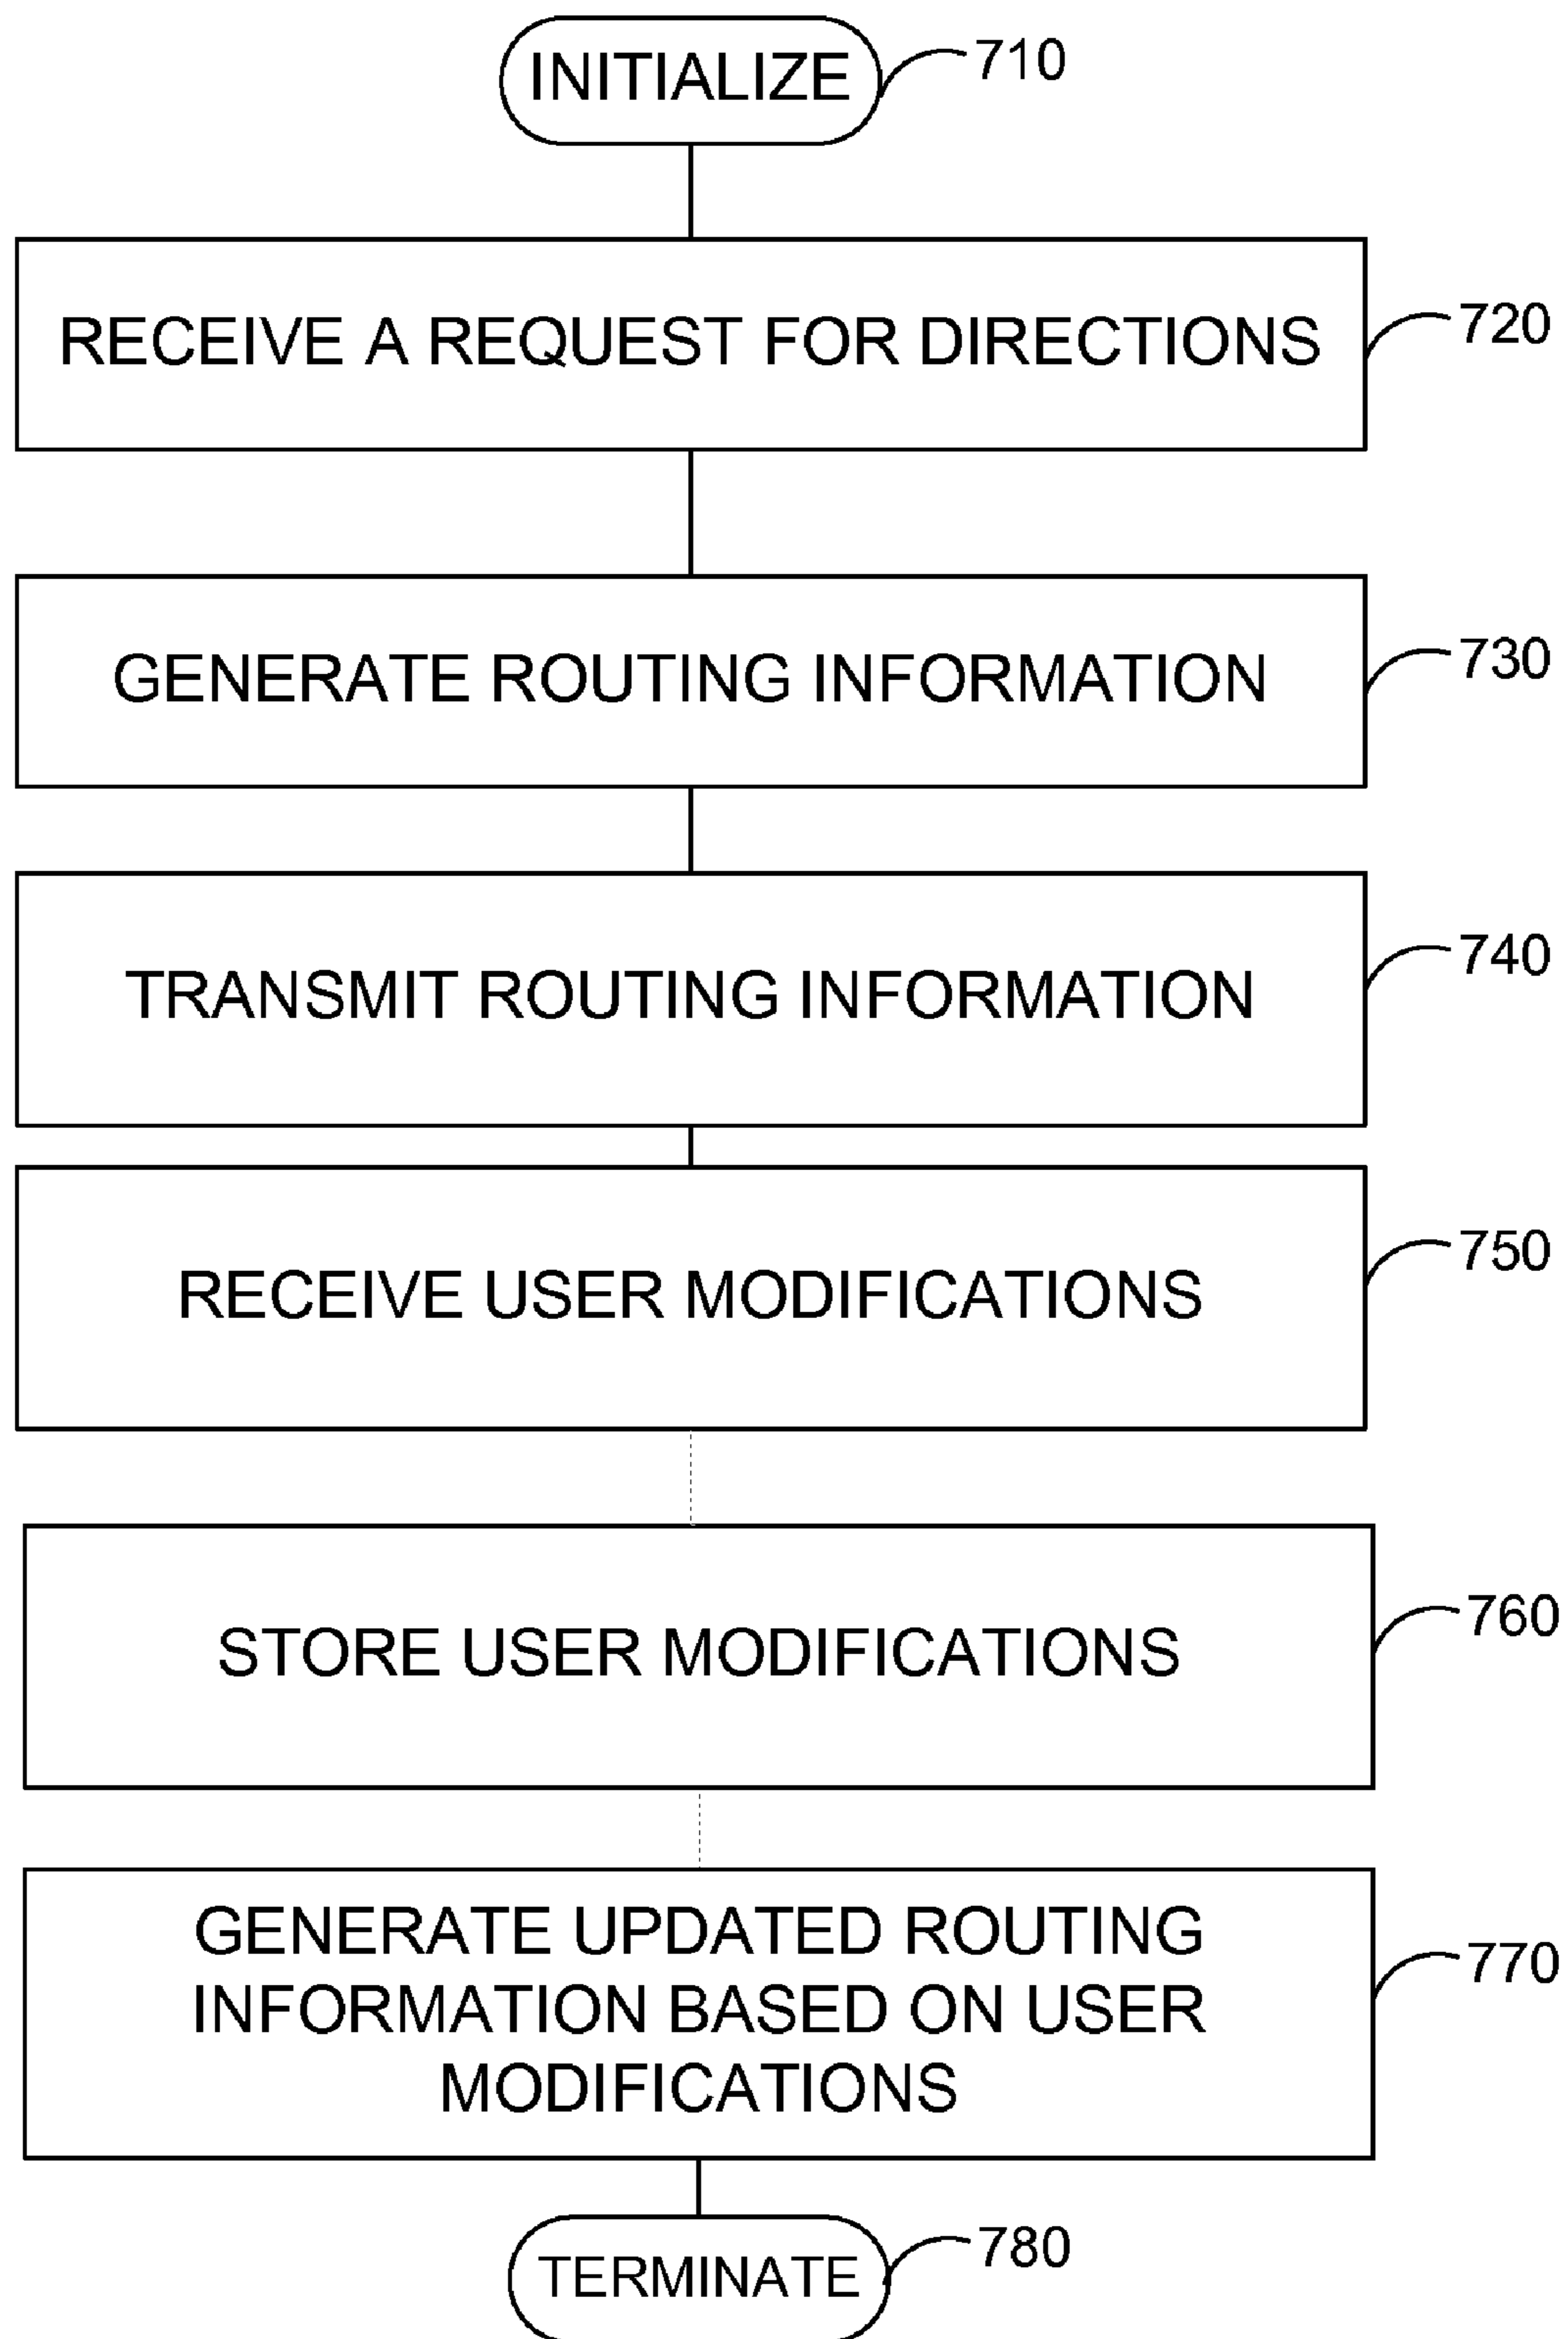 INITIALIZE
710
RECEIVE A REQUEST FOR DIRECTIONS
720
GENERATE ROUTING INFORMATION
730
TRANSMIT ROUTING INFORMATION
740
RECEIVE USER MODIFICATIONS
750
STORE USER MODIFICATIONS
760
GENERATE UPDATED ROUTING
INFORMATION BASED ON USER
MODIFICATIONS
770
TERMINATE
780